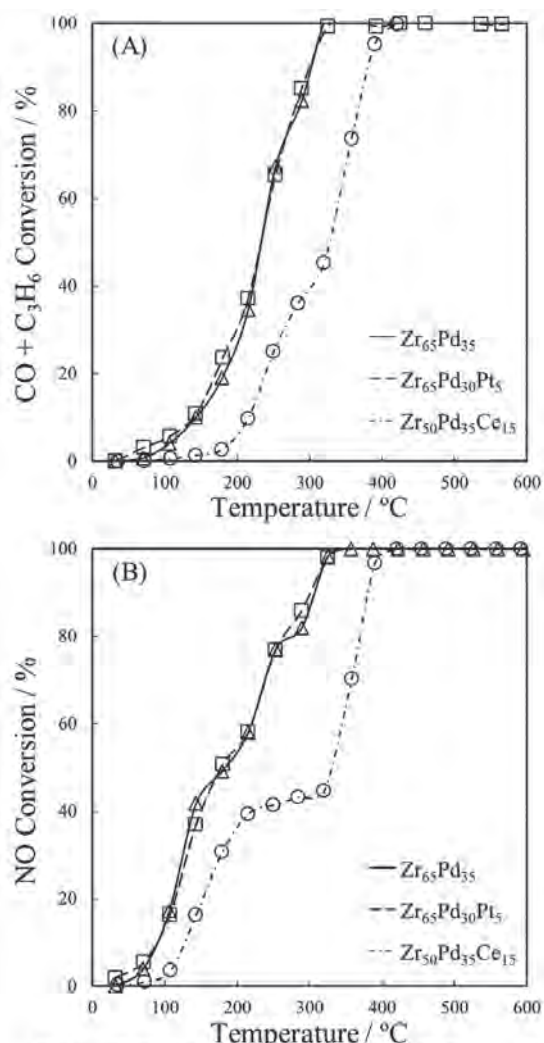 (A)
CO + C₃H₆ Conversion / %
100
80
60
40
20
0
Zr₆₅Pd₃₅
Zr₆₅Pd₃₀Pt₅
Zr₅₀Pd₃₅Ce₁₅
0 100 200 300 400 500 600
Temperature / °C
(B)
NO Conversion / %
100
80
60
40
20
0
Zr₆₅Pd₃₅
Zr₆₅Pd₃₀Pt₅
Zr₅₀Pd₃₅Ce₁₅
0 100 200 300 400 500 600
Temperature / °C